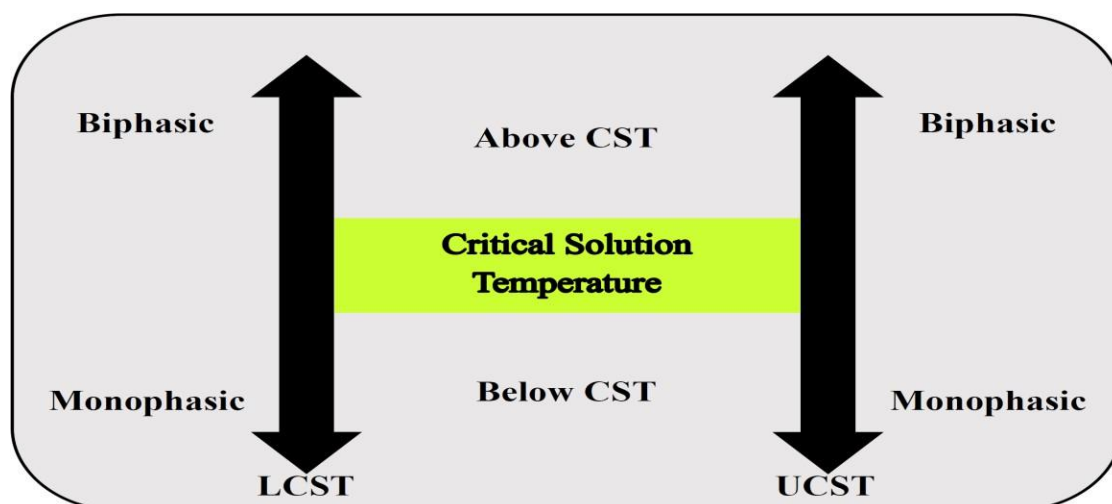 Biphasic
Above CST
Biphasic
Critical Solution
Temperature
Monophasic
Below CST
Monophasic
LCST
UCST